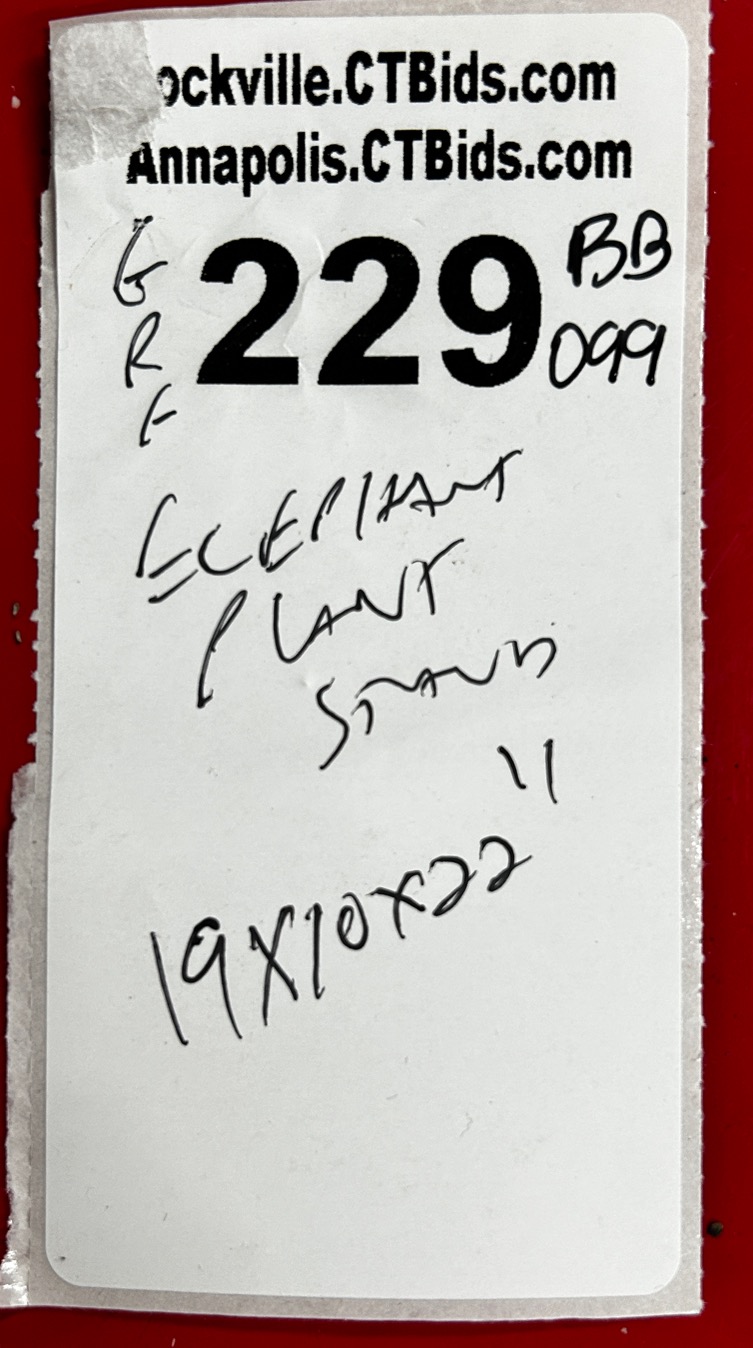 ockville.CTBids.com
Annapolis.CTBids.com
G
R
F
229
BB
099
ELEPHANT
PLANT
STAND
19X10X22"